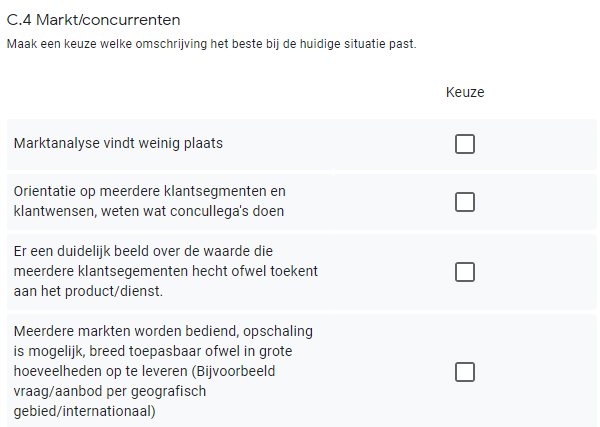 C.4 Markt/concurrenten
Maak een keuze welke omschrijving het beste bij de huidige situatie past.
Keuze
Marktanalyse vindt weinig plaats
Orientatie op meerdere klantsegmenten en
klantwensen, weten wat concullega's doen
Er een duidelijk beeld over de waarde die
meerdere klantsegementen hecht ofwel toekent
aan het product/dienst.
Meerdere markten worden bediend, opschaling
is mogelijk, breed toepasbaar ofwel in grote
hoeveelheden op te leveren (Bijvoorbeeld
vraag/aanbod per geografisch
gebied/internationaal)